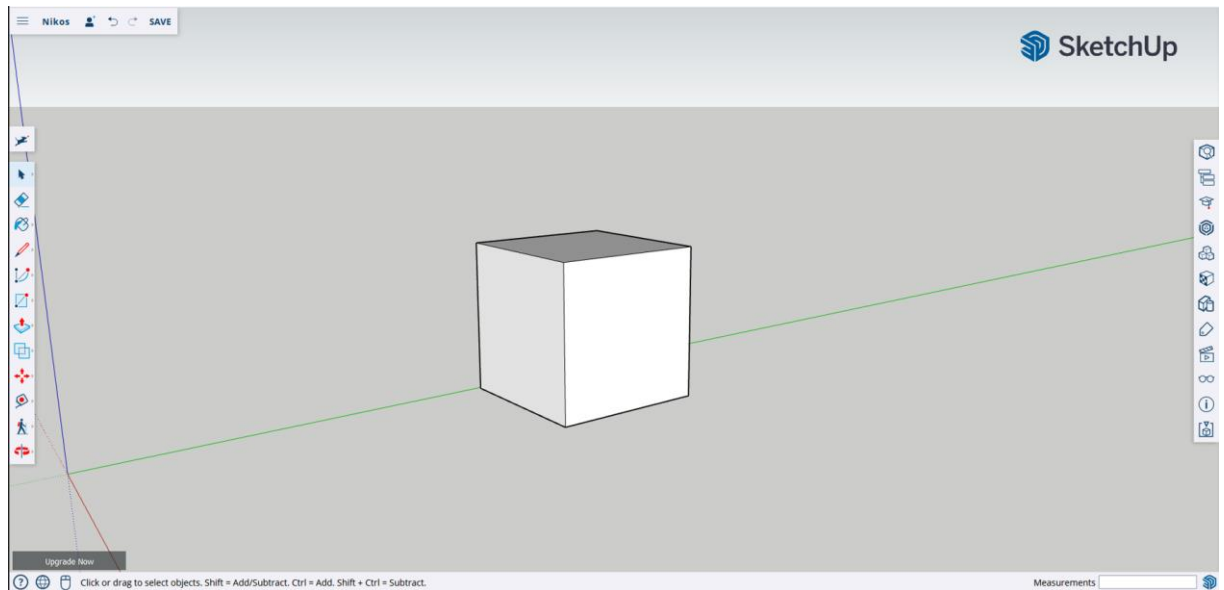 Nikos SAVE
SketchUp
Upgrade Now
Click or drag to select objects. Shift = Add/Subtract. Ctrl = Add. Shift + Ctrl = Subtract.
Measurements